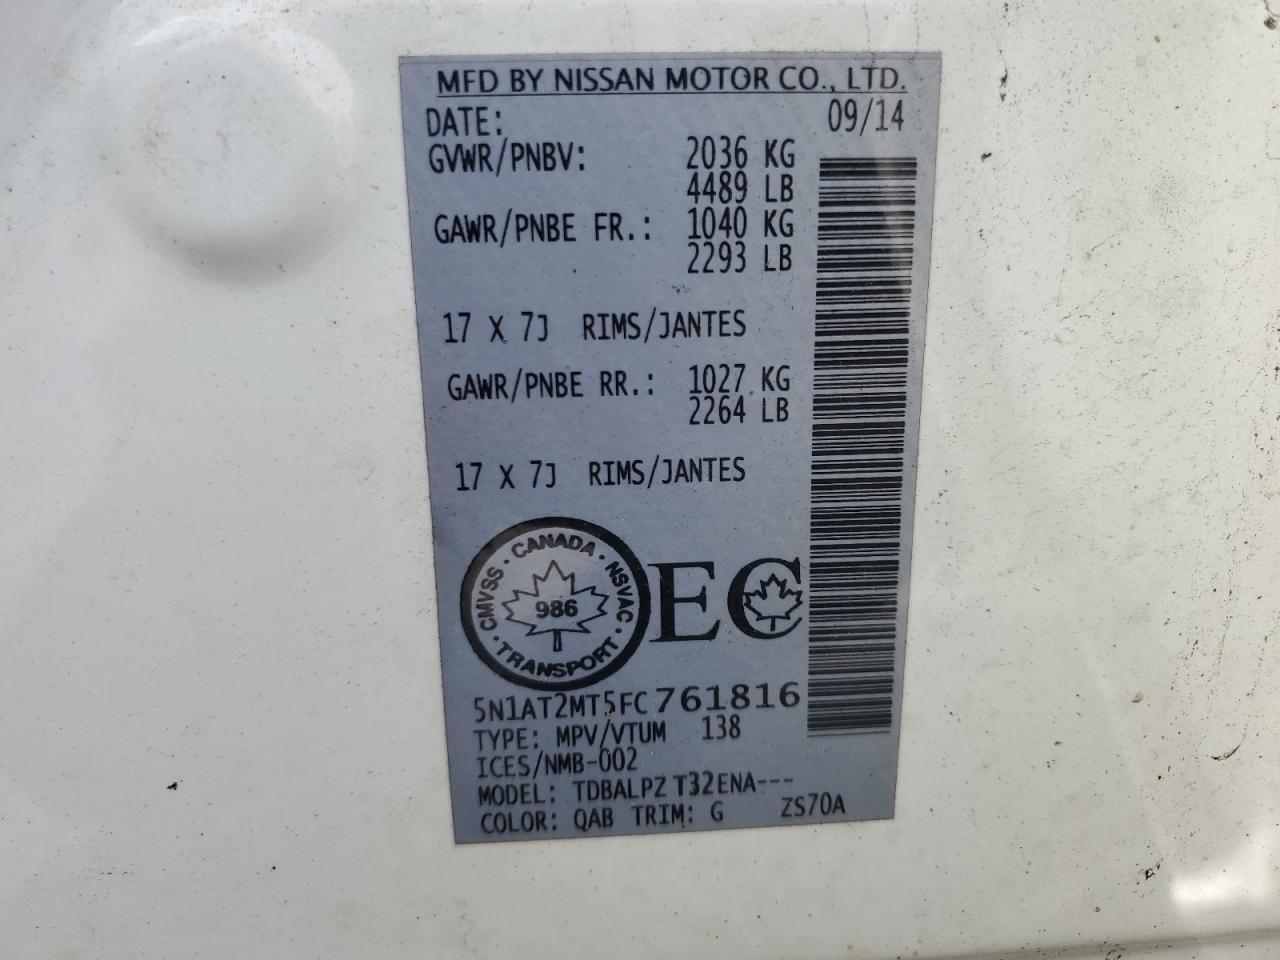 MFD BY NISSAN MOTOR CO., LTD.
DATE: 09/14
GVWR/PNBV: 2036 KG
4489 LB
GAWR/PNBE FR.: 1040 KG
2293 LB
17 X 7J RIMS/JANTES
GAWR/PNBE RR.: 1027 KG
2264 LB
17 X 7J RIMS/JANTES
CMVSS · CANADA · NSVAC · TRANSPORT ·
986
EC
5N1AT2MT5FC761816
TYPE: MPV/VTUM 138
ICES/NMB-002
MODEL: TDBALPZ T32ENA---
COLOR: QAB TRIM: G ZS70A